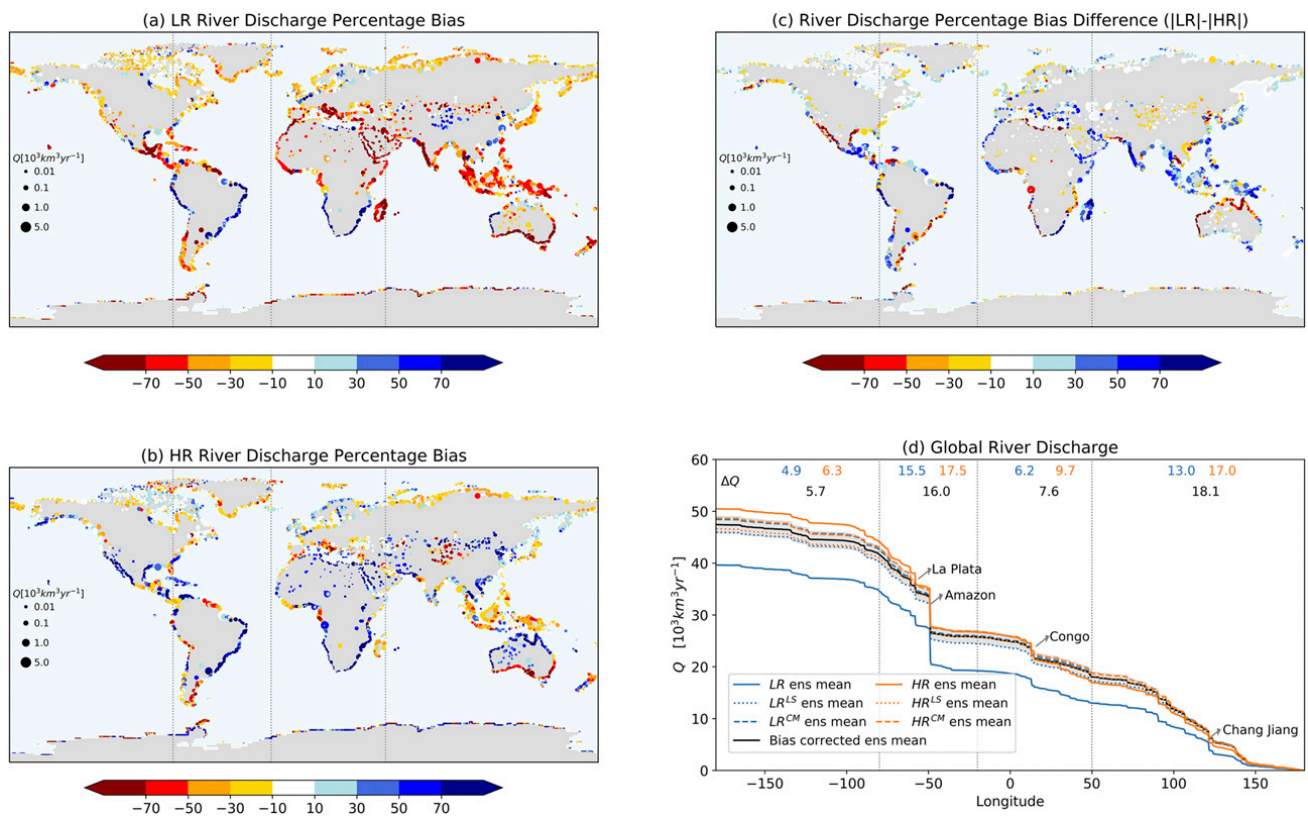 (a) LR River Discharge Percentage Bias
Q[10³km³yr⁻¹]
0.01
0.1
1.0
5.0
−70 −50 −30 −10 10 30 50 70
(c) River Discharge Percentage Bias Difference (|LR|-|HR|)
Q[10³km³yr⁻¹]
0.01
0.1
1.0
5.0
−70 −50 −30 −10 10 30 50 70
(b) HR River Discharge Percentage Bias
Q[10³km³yr⁻¹]
0.01
0.1
1.0
5.0
−70 −50 −30 −10 10 30 50 70
(d) Global River Discharge
60
50
40
30
20
10
0
Q [10³km³yr⁻¹]
4.9 6.3 15.5 17.5 6.2 9.7 13.0 17.0
ΔQ
5.7 16.0 7.6 18.1
La Plata
Amazon
Congo
Chang Jiang
LR ens mean HR ens mean
LR^LS ens mean HR^LS ens mean
LR^CM ens mean HR^CM ens mean
Bias corrected ens mean
−150 −100 −50 0 50 100 150
Longitude